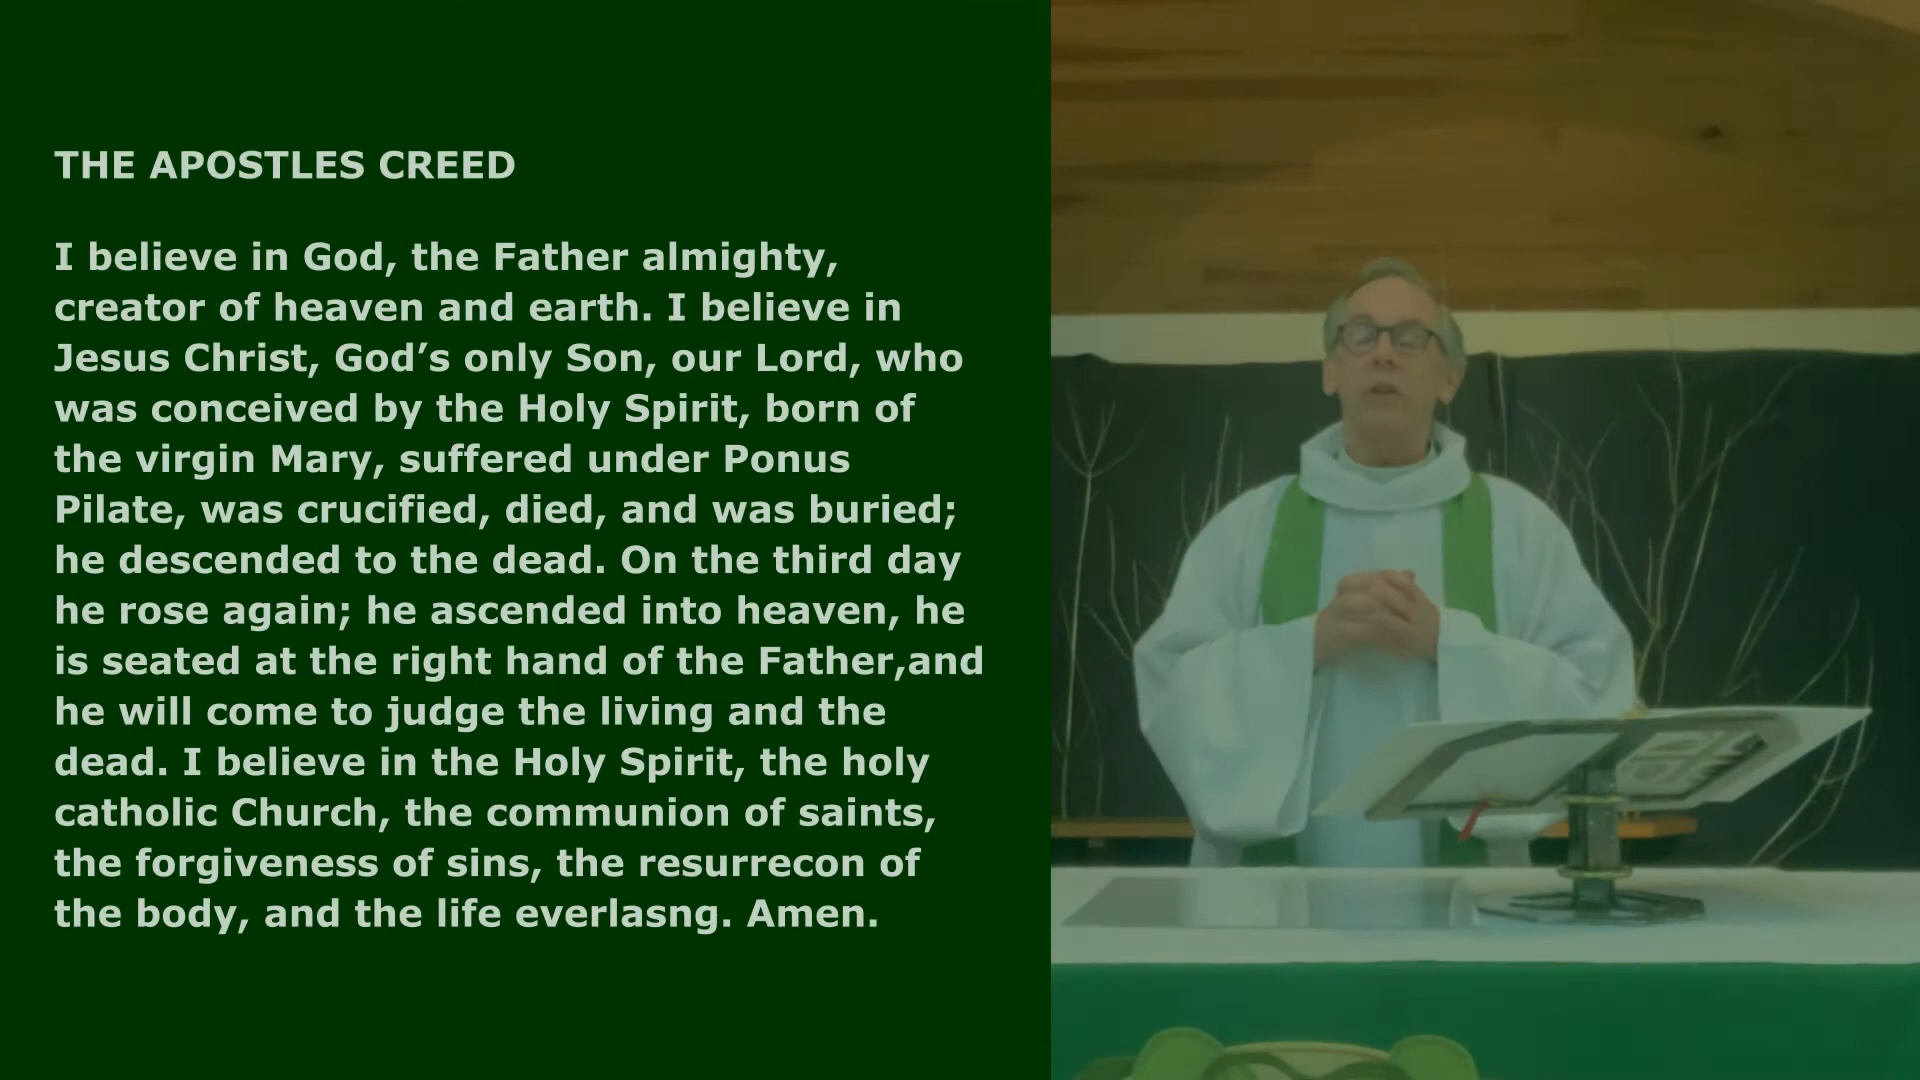 THE APOSTLES CREED
I believe in God, the Father almighty,
creator of heaven and earth. I believe in
Jesus Christ, God’s only Son, our Lord, who
was conceived by the Holy Spirit, born of
the virgin Mary, suffered under Ponus
Pilate, was crucified, died, and was buried;
he descended to the dead. On the third day
he rose again; he ascended into heaven, he
is seated at the right hand of the Father,and
he will come to judge the living and the
dead. I believe in the Holy Spirit, the holy
catholic Church, the communion of saints,
the forgiveness of sins, the resurrecon of
the body, and the life everlasng. Amen.